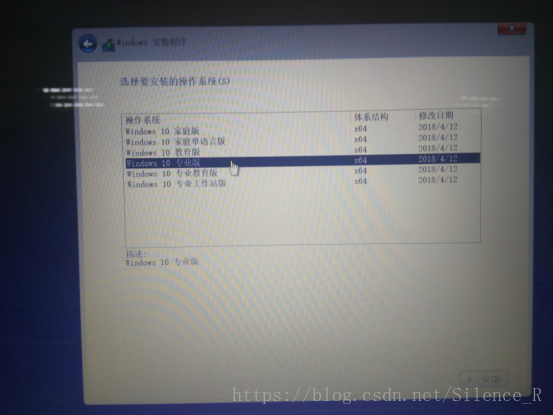 Windows 安装程序
选择要安装的操作系统(S)
操作系统 体系结构 修改日期
Windows 10 家庭版 x64 2018/4/12
Windows 10 家庭单语言版 x64 2018/4/12
Windows 10 教育版 x64 2018/4/12
Windows 10 专业版 x64 2018/4/12
Windows 10 专业教育版 x64 2018/4/12
Windows 10 专业工作站版 x64 2018/4/12
描述:
Windows 10 专业版
https://blog.csdn.net/Silence_R